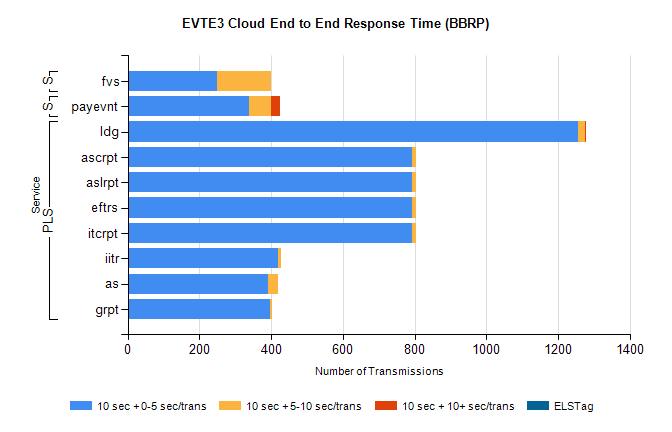 EVTE3 Cloud End to End Response Time (BBRP)
fvs
payevnt
ldg
ascrpt
aslrpt
eftrs
itcrpt
iitr
as
grpt
Service
PLS
0 200 400 600 800 1000 1200 1400
Number of Transmissions
10 sec +0-5 sec/trans 10 sec +5-10 sec/trans 10 sec + 10+ sec/trans ELSTag